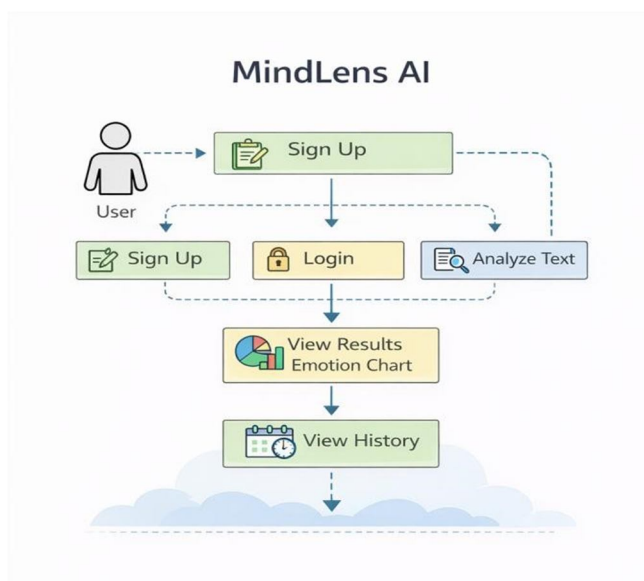 MindLens AI
Sign Up
User
Sign Up
Login
Analyze Text
View Results
Emotion Chart
View History